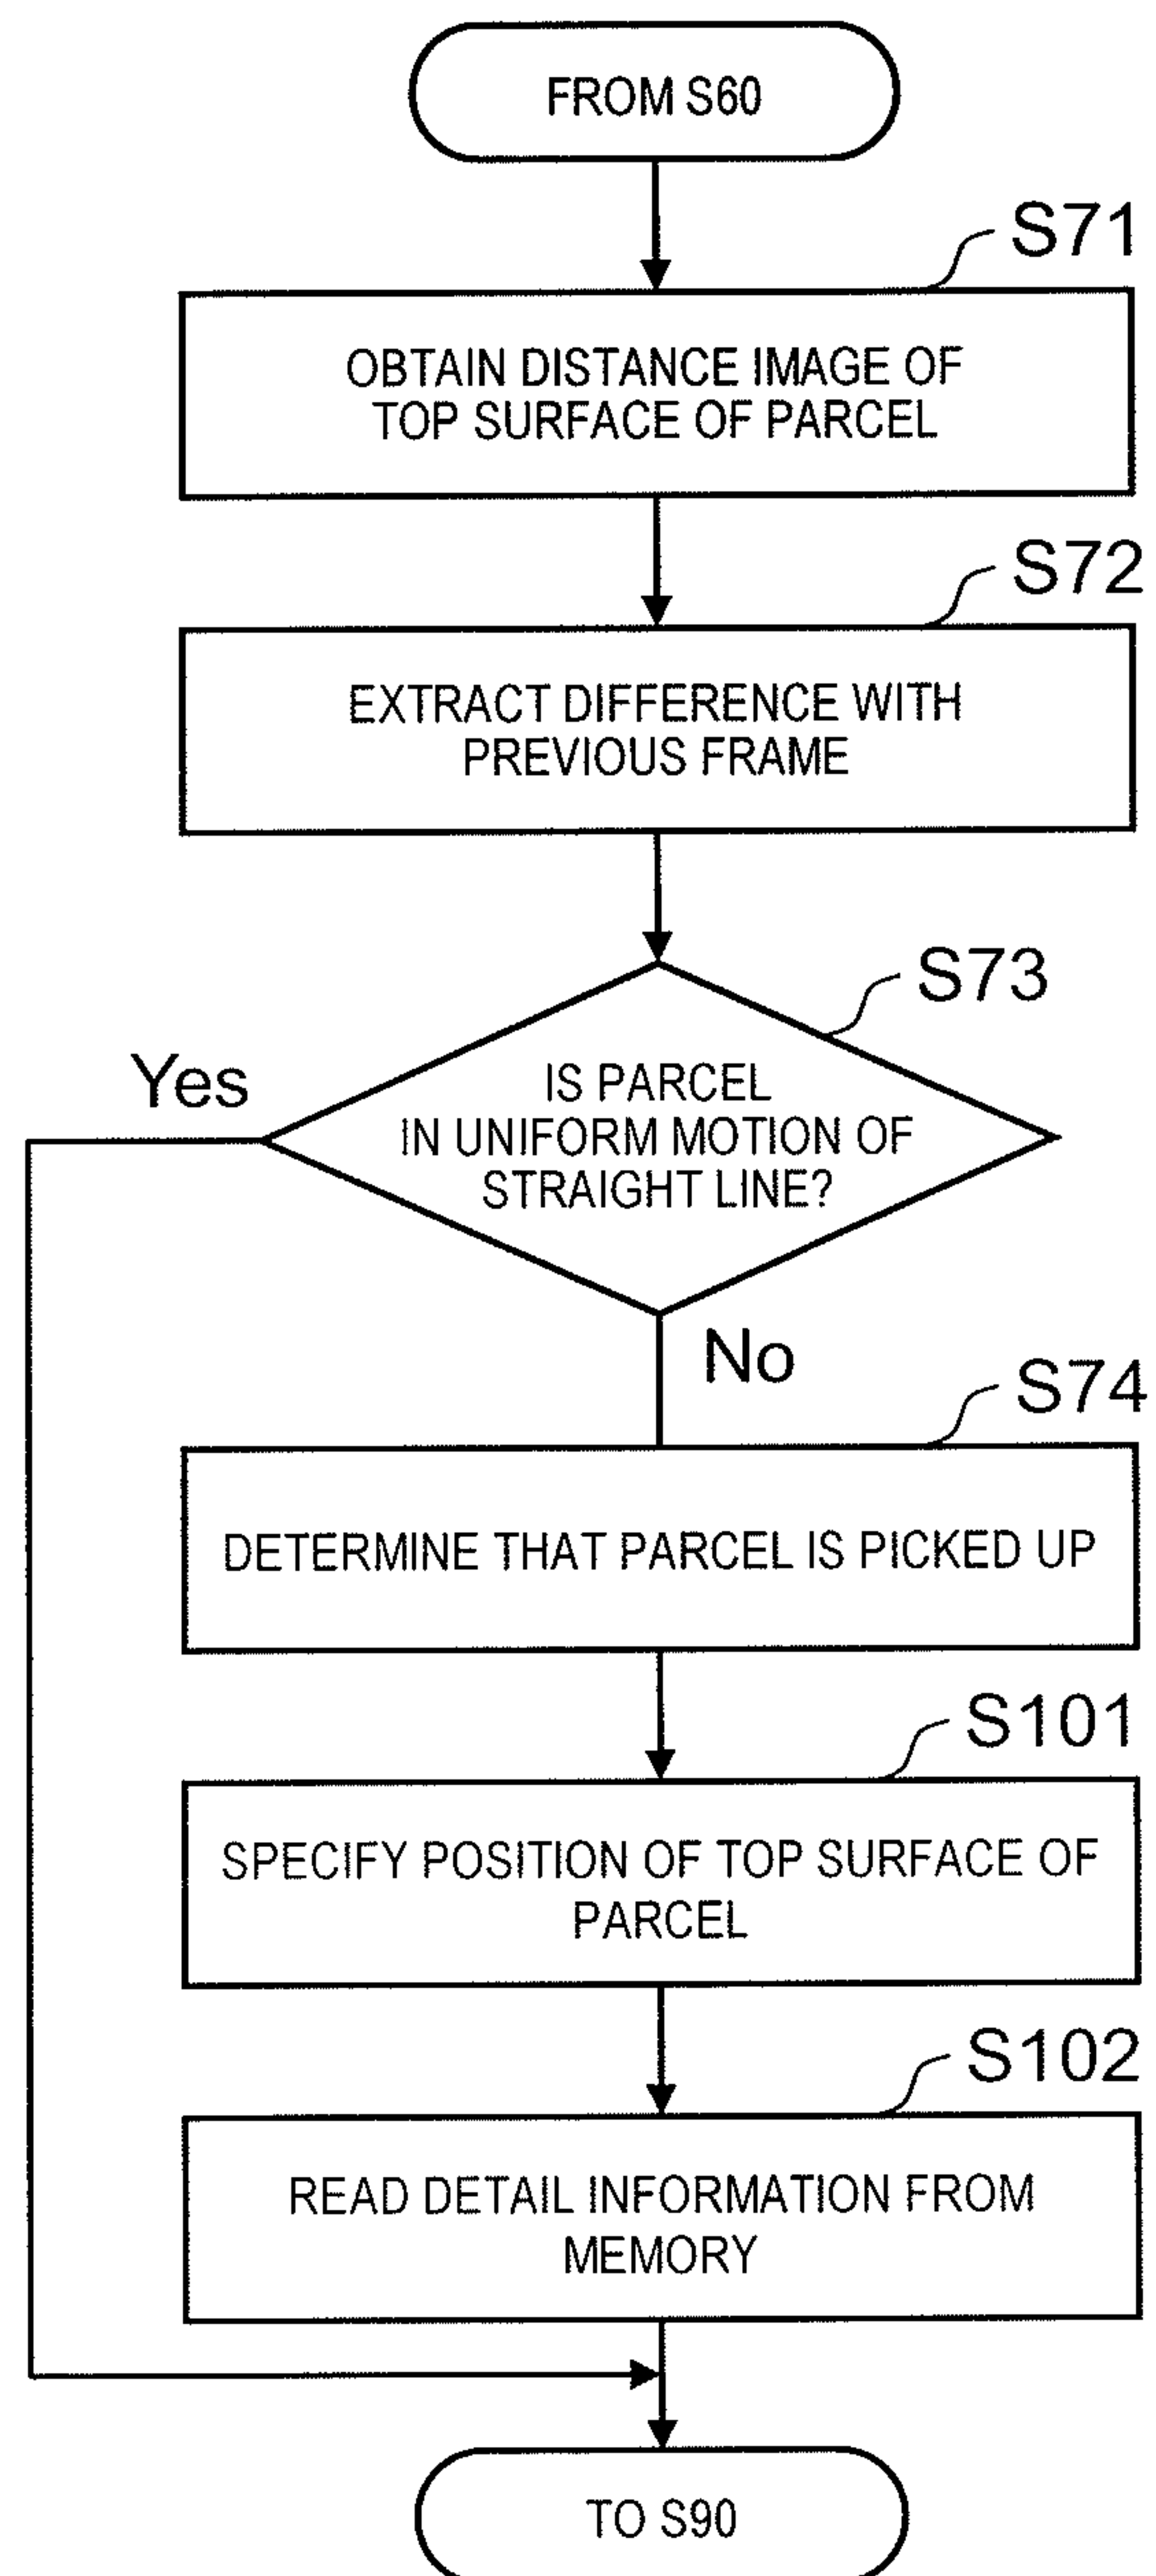 FROM S60
S71
OBTAIN DISTANCE IMAGE OF
TOP SURFACE OF PARCEL
S72
EXTRACT DIFFERENCE WITH
PREVIOUS FRAME
S73
Yes
IS PARCEL
IN UNIFORM MOTION OF
STRAIGHT LINE?
No
S74
DETERMINE THAT PARCEL IS PICKED UP
S101
SPECIFY POSITION OF TOP SURFACE OF
PARCEL
S102
READ DETAIL INFORMATION FROM
MEMORY
TO S90